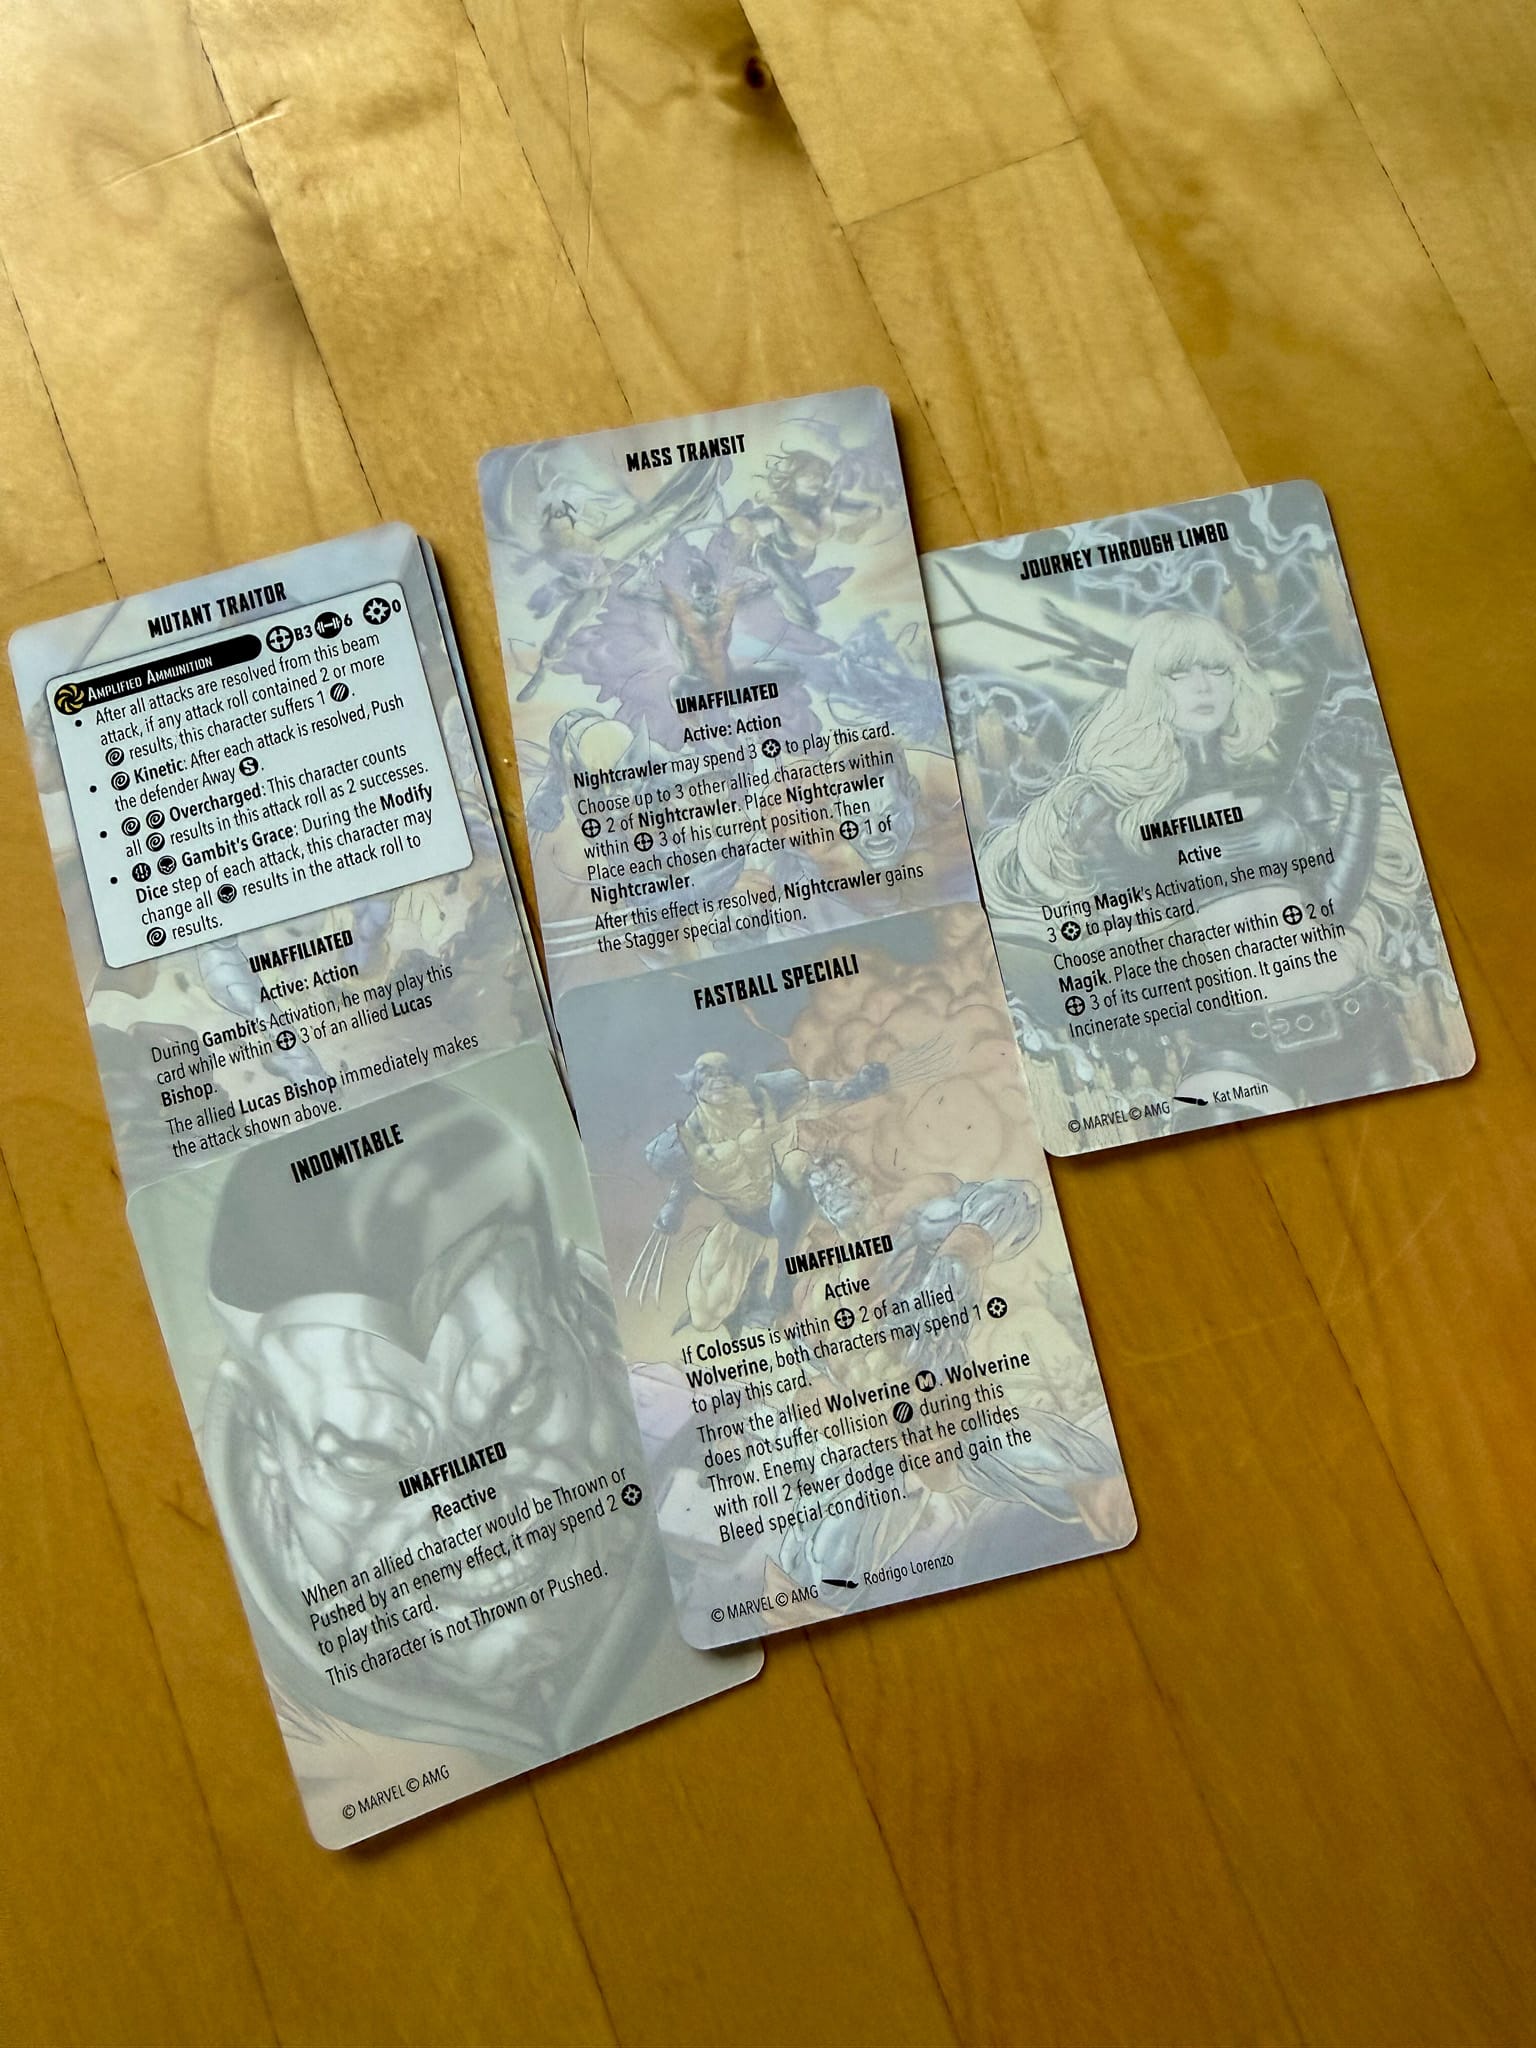 MUTANT TRAITOR
AMPLIFIED AMMUNITION B3 6 0
• After all attacks are resolved from this beam
attack, if any attack roll contained 2 or more
results, this character suffers 1 .
• Kinetic: After each attack is resolved, Push
the defender Away S.
• Overcharged: This character counts
all results in this attack roll as 2 successes.
• Gambit's Grace: During the Modify
Dice step of each attack, this character may
change all results in the attack roll to
results.
UNAFFILIATED
Active: Action
During Gambit's Activation, he may play this
card while within 3 of an allied Lucas
Bishop.
The allied Lucas Bishop immediately makes
the attack shown above.
MASS TRANSIT
UNAFFILIATED
Active: Action
Nightcrawler may spend 3 to play this card.
Choose up to 3 other allied characters within
2 of Nightcrawler. Place Nightcrawler
within 3 of his current position. Then
Place each chosen character within 1 of
Nightcrawler.
After this effect is resolved, Nightcrawler gains
the Stagger special condition.
JOURNEY THROUGH LIMBO
UNAFFILIATED
Active
During Magik's Activation, she may spend
3 to play this card.
Choose another character within 2 of
Magik. Place the chosen character within
3 of its current position. It gains the
Incinerate special condition.
© MARVEL © AMG Kat Martin
INDOMITABLE
UNAFFILIATED
Reactive
When an allied character would be Thrown or
Pushed by an enemy effect, it may spend 2
to play this card.
This character is not Thrown or Pushed.
© MARVEL © AMG
FASTBALL SPECIAL!
UNAFFILIATED
Active
If Colossus is within 2 of an allied
Wolverine, both characters may spend 1
to play this card.
Throw the allied Wolverine M. Wolverine
does not suffer collision during this
Throw. Enemy characters that he collides
with roll 2 fewer dodge dice and gain the
Bleed special condition.
© MARVEL © AMG Rodrigo Lorenzo